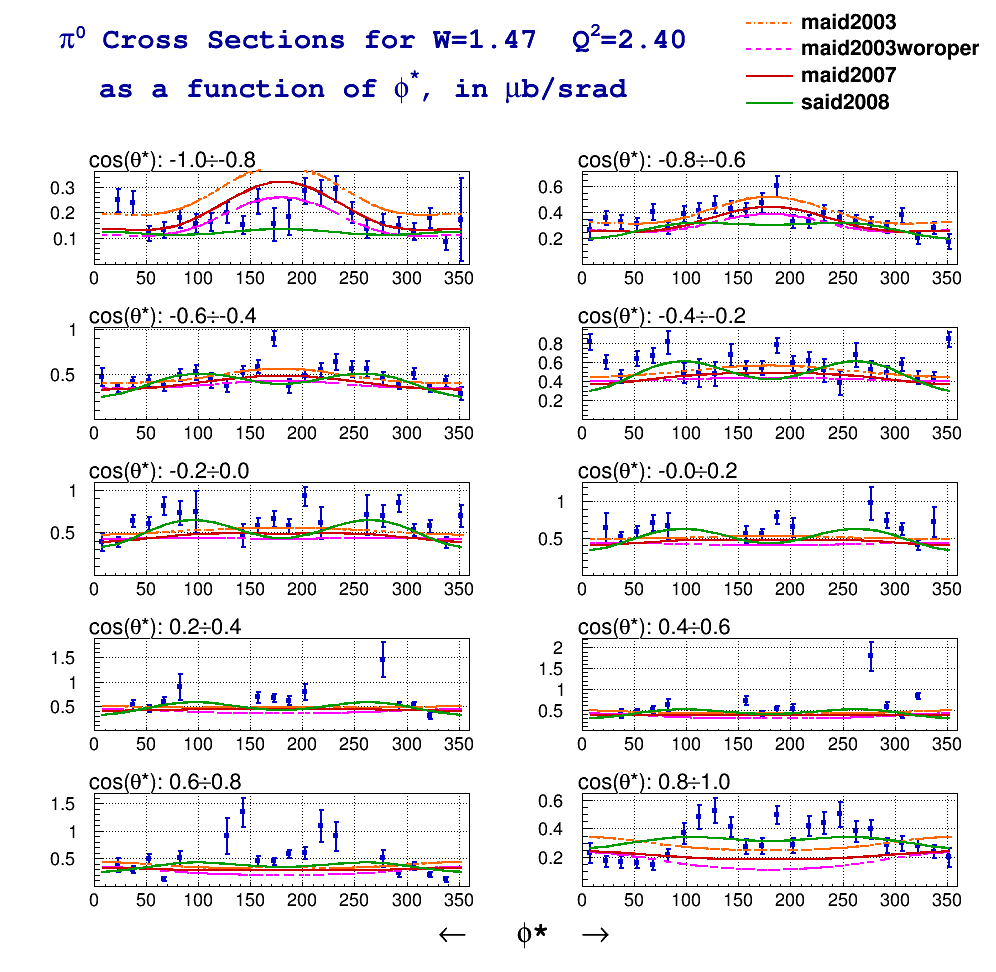 π⁰ Cross Sections for W=1.47 Q²=2.40
as a function of ϕ*, in μb/srad
maid2003
maid2003woroper
maid2007
said2008
cos(θ*): -1.0÷-0.8
0.3
0.2
0.1
0 50 100 150 200 250 300 350
cos(θ*): -0.8÷-0.6
0.6
0.4
0.2
0 50 100 150 200 250 300 350
cos(θ*): -0.6÷-0.4
1
0.5
0 50 100 150 200 250 300 350
cos(θ*): -0.4÷-0.2
0.8
0.6
0.4
0.2
0 50 100 150 200 250 300 350
cos(θ*): -0.2÷0.0
1
0.5
0 50 100 150 200 250 300 350
cos(θ*): -0.0÷0.2
1
0.5
0 50 100 150 200 250 300 350
cos(θ*): 0.2÷0.4
1.5
1
0.5
0 50 100 150 200 250 300 350
cos(θ*): 0.4÷0.6
2
1.5
1
0.5
0 50 100 150 200 250 300 350
cos(θ*): 0.6÷0.8
1.5
1
0.5
0 50 100 150 200 250 300 350
cos(θ*): 0.8÷1.0
0.6
0.4
0.2
0 50 100 150 200 250 300 350
← ϕ* →